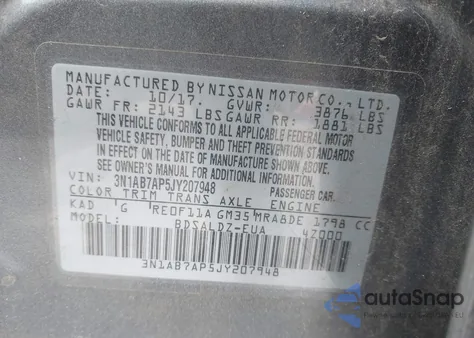 MANUFACTURED BY NISSAN MOTOR CO., LTD.
DATE: 10/17. GVWR: 3876 LBS
GAWR FR: 2143 LBS GAWR RR: 1881 LBS
THIS VEHICLE CONFORMS TO ALL APPLICABLE FEDERAL MOTOR
VEHICLE SAFETY, BUMPER AND THEFT PREVENTION STANDARDS
IN EFFECT ON THE DATE OF MANUFACTURE SHOWN ABOVE.
SEE OWNER'S MANUAL FOR ADDITIONAL INFORMATION.
VIN: 3N1AB7AP5JY207948 PASSENGER CAR.
COLOR TRIM TRANS AXLE ENGINE
KAD G RE0F11A GM35 MRA8DE 1798 CC
MODEL: BDSALDZ-EUA 42000
3N1AB7AP5JY207948
autoSnap